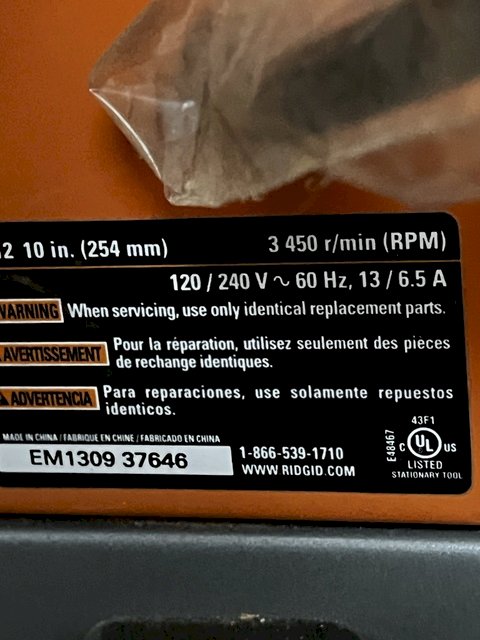 10 in. (254 mm)
3 450 r/min (RPM)
120 / 240 V ~ 60 Hz, 13 / 6.5 A
WARNING When servicing, use only identical replacement parts.
AVERTISSEMENT Pour la réparation, utilisez seulement des pièces
de rechange identiques.
ADVERTENCIA Para reparaciones, use solamente repuestos
identicos.
MADE IN CHINA / FABRIQUE EN CHINE / FABRICADO EN CHINA
EM1309 37646
1-866-539-1710
WWW.RIDGID.COM
43F1
E48467
C UL US
LISTED
STATIONARY TOOL